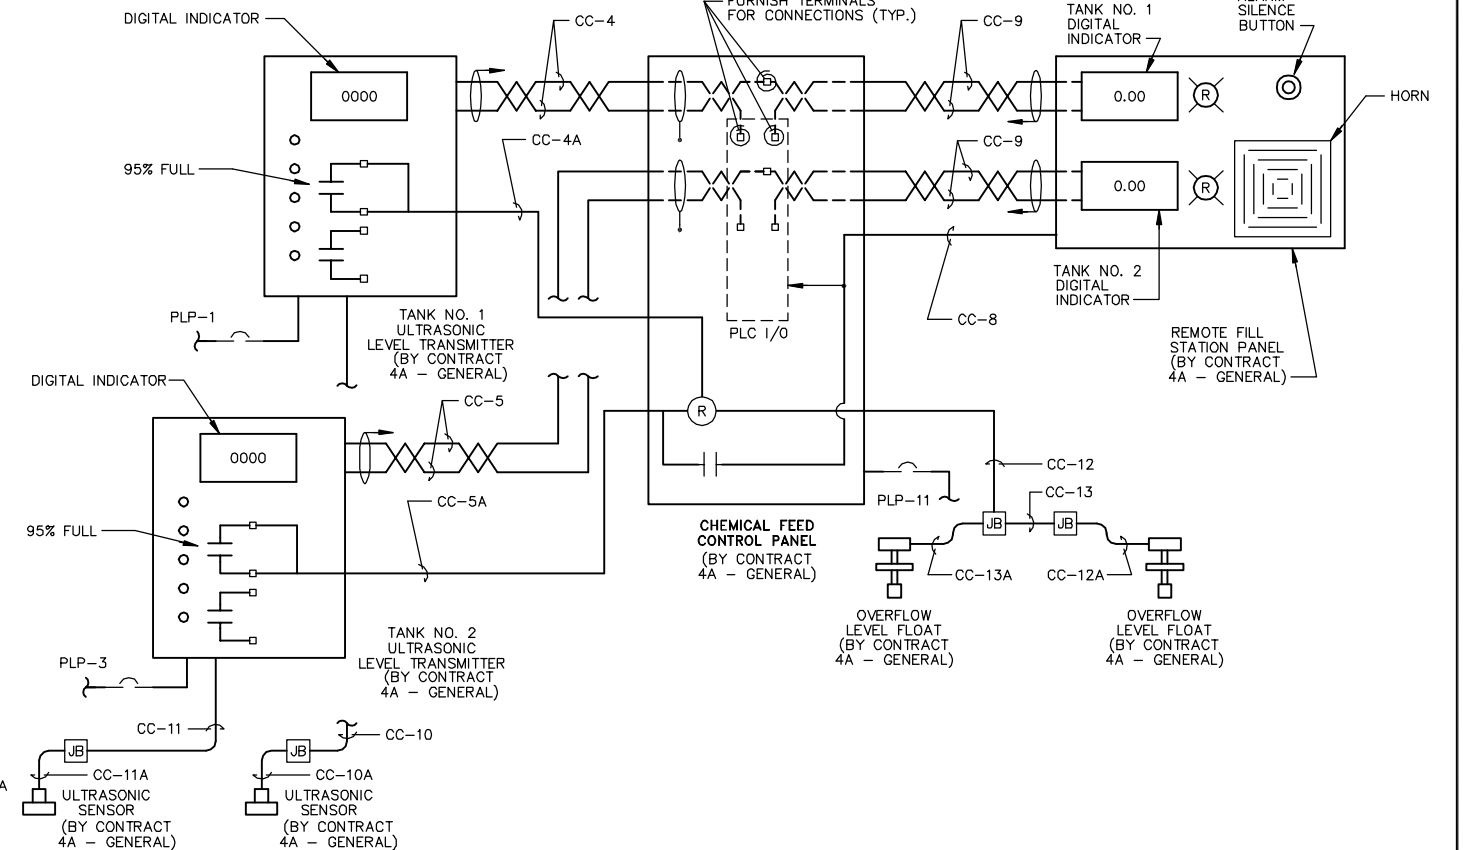 DIGITAL INDICATOR
0000
95% FULL
PLP-1
TANK NO. 1
ULTRASONIC
LEVEL TRANSMITTER
(BY CONTRACT
4A - GENERAL)
CC-4
CC-4A
FURNISH TERMINALS
FOR CONNECTIONS (TYP.)
CC-9
CC-9
TANK NO. 1
DIGITAL
INDICATOR
SILENCE
BUTTON
0.00
R
HORN
0.00
R
TANK NO. 2
DIGITAL
INDICATOR
CC-8
REMOTE FILL
STATION PANEL
(BY CONTRACT
4A - GENERAL)
PLC I/O
R
CHEMICAL FEED
CONTROL PANEL
(BY CONTRACT
4A - GENERAL)
PLP-11
CC-12
CC-13
JB
JB
CC-13A
CC-12A
OVERFLOW
LEVEL FLOAT
(BY CONTRACT
4A - GENERAL)
OVERFLOW
LEVEL FLOAT
(BY CONTRACT
4A - GENERAL)
DIGITAL INDICATOR
0000
95% FULL
CC-5
CC-5A
PLP-3
TANK NO. 2
ULTRASONIC
LEVEL TRANSMITTER
(BY CONTRACT
4A - GENERAL)
CC-11
JB
CC-11A
A
ULTRASONIC
SENSOR
(BY CONTRACT
4A - GENERAL)
CC-10
JB
CC-10A
ULTRASONIC
SENSOR
(BY CONTRACT
4A - GENERAL)